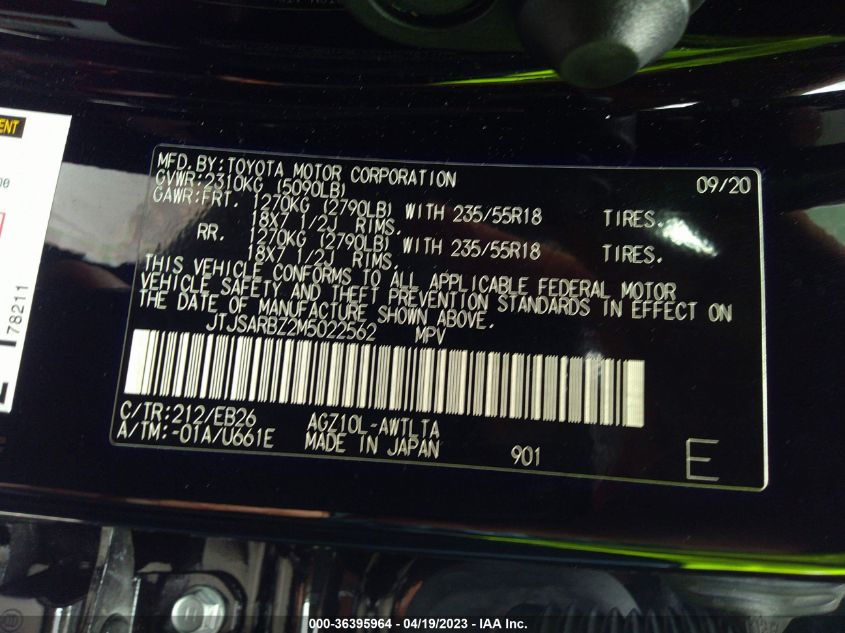 ENT
78211
MFD.BY:TOYOTA MOTOR CORPORATION 09/20
GVWR:2310KG (5090LB)
GAWR:FRT. 1270KG (2790LB) WITH 235/55R18 TIRES.
18X7 1/2J RIMS.
RR. 1270KG (2790LB) WITH 235/55R18 TIRES.
18X7 1/2J RIMS.
THIS VEHICLE CONFORMS TO ALL APPLICABLE FEDERAL MOTOR
VEHICLE SAFETY AND THEFT PREVENTION STANDARDS IN EFFECT ON
THE DATE OF MANUFACTURE SHOWN ABOVE.
JTJSARBZ2M5022562 MPV
C/TR:212/EB26 AGZ10L-AWTLTA
A/TM:-01A/U661E MADE IN JAPAN 901 E
000-36395964 - 04/19/2023 - IAA Inc.